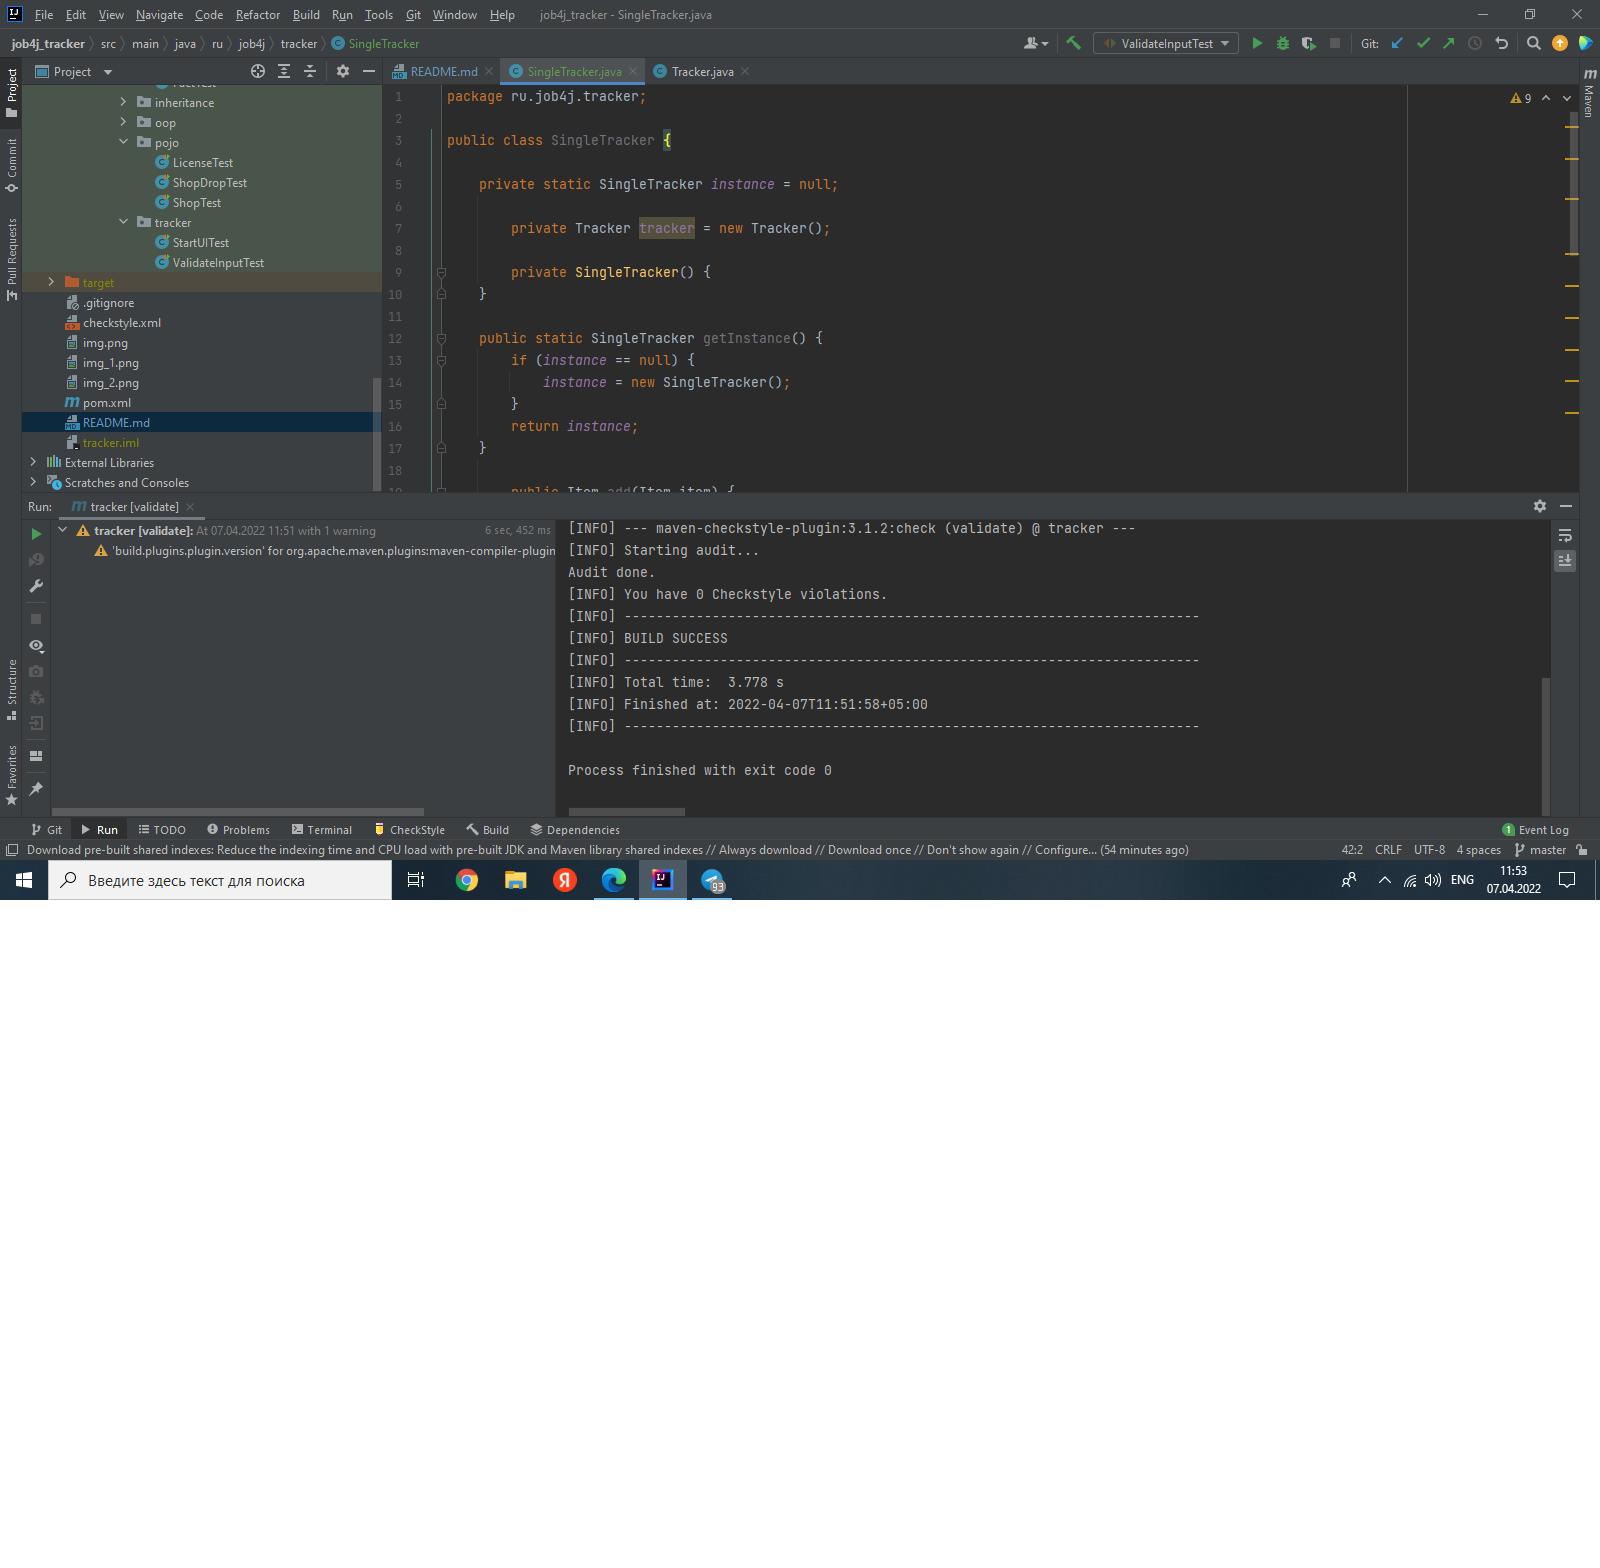 File Edit View Navigate Code Refactor Build Run Tools Git Window Help job4j_tracker - SingleTracker.java
job4j_tracker src main java ru job4j tracker SingleTracker ValidateInputTest Git:
Project README.md SingleTracker.java Tracker.java
Project
Commit
Pull Requests
Structure
Favorites
Maven
inheritance
oop
pojo
LicenseTest
ShopDropTest
ShopTest
tracker
StartUITest
ValidateInputTest
target
.gitignore
checkstyle.xml
img.png
img_1.png
img_2.png
pom.xml
README.md
tracker.iml
External Libraries
Scratches and Consoles
9
1 package ru.job4j.tracker;
2
3 public class SingleTracker {
4
5 private static SingleTracker instance = null;
6
7 private Tracker tracker = new Tracker();
8
9 private SingleTracker() {
10 }
11
12 public static SingleTracker getInstance() {
13 if (instance == null) {
14 instance = new SingleTracker();
15 }
16 return instance;
17 }
18
19 public Item add(Item item) {
Run: tracker [validate]
tracker [validate]: At 07.04.2022 11:51 with 1 warning 6 sec, 452 ms
'build.plugins.plugin.version' for org.apache.maven.plugins:maven-compiler-plugin
[INFO] --- maven-checkstyle-plugin:3.1.2:check (validate) @ tracker ---
[INFO] Starting audit...
Audit done.
[INFO] You have 0 Checkstyle violations.
[INFO] ------------------------------------------------------------------------
[INFO] BUILD SUCCESS
[INFO] ------------------------------------------------------------------------
[INFO] Total time:  3.778 s
[INFO] Finished at: 2022-04-07T11:51:58+05:00
[INFO] ------------------------------------------------------------------------
Process finished with exit code 0
Git Run TODO Problems Terminal CheckStyle Build Dependencies 1 Event Log
Download pre-built shared indexes: Reduce the indexing time and CPU load with pre-built JDK and Maven library shared indexes // Always download // Download once // Don't show again // Configure... (54 minutes ago) 42:2 CRLF UTF-8 4 spaces master
Введите здесь текст для поиска 93 ENG 11:53
07.04.2022